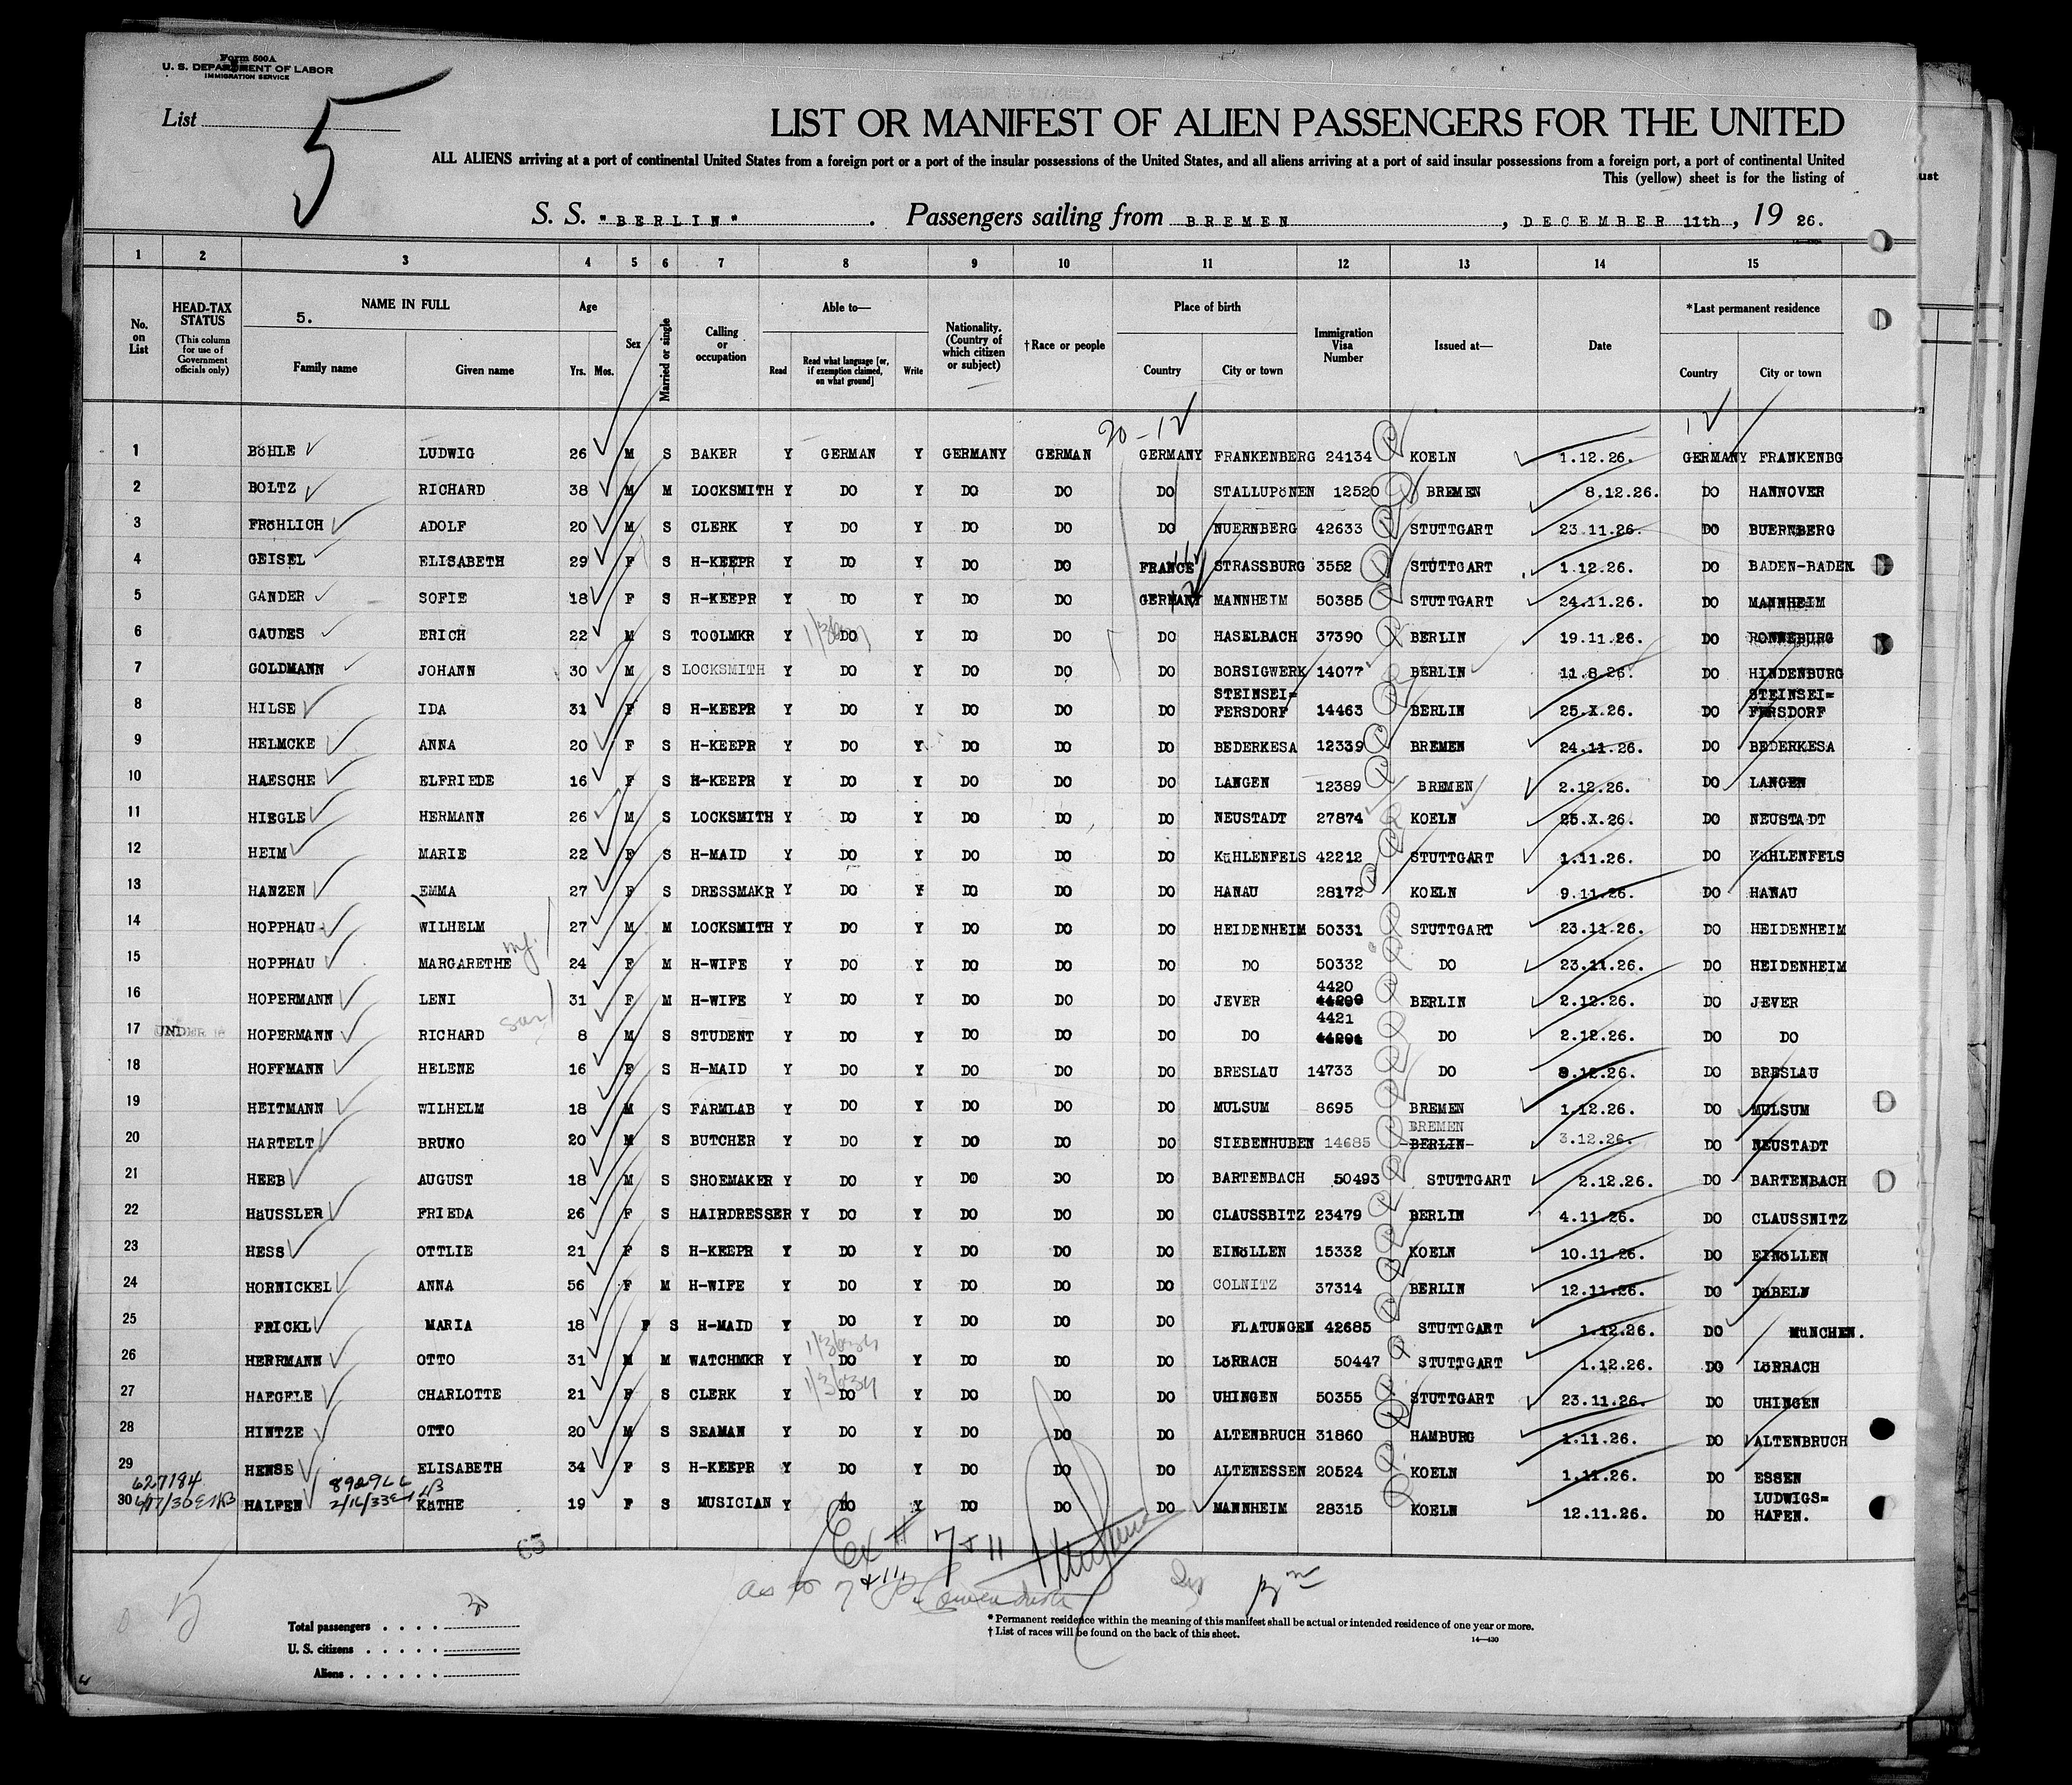 Form 500A
U. S. DEPARTMENT OF LABOR
IMMIGRATION SERVICE
List 5
LIST OR MANIFEST OF ALIEN PASSENGERS FOR THE UNITED
ALL ALIENS arriving at a port of continental United States from a foreign port or a port of the insular possessions of the United States, and all aliens arriving at a port of said insular possessions from a foreign port, a port of continental United
This (yellow) sheet is for the listing of
ust
S. S. "BERLIN". Passengers sailing from BREMEN, DECEMBER 11th, 19 26.
1 2 3 4 5 6 7 8 9 10 11 12 13 14 15
No. on List
HEAD-TAX STATUS (This column for use of Government officials only)
NAME IN FULL
5.
Family name Given name
Age
Yrs. Mos.
Sex
Married or single
Calling or occupation
Able to—
Read Read what language [or, if exemption claimed, on what ground] Write
Nationality. (Country of which citizen or subject)
†Race or people
Place of birth
Country City or town
Immigration Visa Number
Issued at—
Date
*Last permanent residence
Country City or town
20-12 12
1 BöHLE LUDWIG 26 M S BAKER Y GERMAN Y GERMANY GERMAN GERMANY FRANKENBERG 24134 KOELN 1.12.26. GERMANY FRANKENBG
2 BOLTZ RICHARD 38 M M LOCKSMITH Y DO Y DO DO DO STALLUPöNEN 12520 BREMEN 8.12.26. DO HANNOVER
3 FRöHLICH ADOLF 20 M S CLERK Y DO Y DO DO DO NUERNBERG 42633 STUTTGART 23.11.26. DO BUERNBERG
4 GEISEL ELISABETH 29 F S H-KEEPR Y DO Y DO DO FRANCE STRASSBURG 3552 STUTTGART 1.12.26. DO BADEN-BADEN
5 GANDER SOFIE 18 F S H-KEEPR Y DO Y DO DO GERMANY MANNHEIM 50385 STUTTGART 24.11.26. DO MANNHEIM
6 GAUDES ERICH 22 M S TOOLMKR Y DO Y DO DO DO HASELBACH 37390 BERLIN 19.11.26. DO RONNEBURG
7 GOLDMANN JOHANN 30 M S LOCKSMITH Y DO Y DO DO DO BORSIGWERK 14077 BERLIN 11.8.26. DO HINDENBURG
STEINSEI= STEINSEI=
8 HILSE IDA 31 F S H-KEEPR Y DO Y DO DO DO FERSDORF 14463 BERLIN 25.X.26. DO FERSDORF
9 HELMCKE ANNA 20 F S H-KEEPR Y DO Y DO DO DO BEDERKESA 12339 BREMEN 24.11.26. DO BEDERKESA
10 HAESCHE ELFRIEDE 16 F S H-KEEPR Y DO Y DO DO DO LANGEN 12389 BREMEN 2.12.26. DO LANGEN
11 HIEGLE HERMANN 26 M S LOCKSMITH Y DO Y DO DO DO NEUSTADT 27874 KOELN 25.X.26. DO NEUSTADT
12 HEIM MARIE 22 F S H-MAID Y DO Y DO DO DO KüHLENFELS 42212 STUTTGART 1.11.26. DO KüHLENFELS
13 HANZEN EMMA 27 F S DRESSMAKR Y DO Y DO DO DO HANAU 28172 KOELN 9.11.26. DO HANAU
14 HOPPHAU WILHELM 27 M M LOCKSMITH Y DO Y DO DO DO HEIDENHEIM 50331 STUTTGART 23.11.26. DO HEIDENHEIM
15 HOPPHAU MARGARETHE 24 F M H-WIFE Y DO Y DO DO DO DO 50332 DO 23.11.26. DO HEIDENHEIM
4420
16 HOPERMANN LENI 31 F M H-WIFE Y DO Y DO DO DO JEVER BERLIN 2.12.26. DO JEVER
4421
17 UNDER 16 HOPERMANN RICHARD 8 M S STUDENT Y DO Y DO DO DO DO DO 2.12.26. DO DO
18 HOFFMANN HELENE 16 F S H-MAID Y DO Y DO DO DO BRESLAU 14733 DO 8.12.26. DO BRESLAU
19 HEITMANN WILHELM 18 M S FARMLAB Y DO Y DO DO DO MULSUM 8695 BREMEN 1.12.26. DO MULSUM
BREMEN
20 HARTELT BRUNO 20 M S BUTCHER Y DO Y DO DO DO SIEBENHUBEN 14685 BERLIN 3.12.26. DO NEUSTADT
21 HEEB AUGUST 18 M S SHOEMAKER Y DO Y DO DO DO BARTENBACH 50493 STUTTGART 2.12.26. DO BARTENBACH
22 HäUSSLER FRIEDA 26 F S HAIRDRESSER Y DO Y DO DO DO CLAUSSBITZ 23479 BERLIN 4.11.26. DO CLAUSSNITZ
23 HESS OTTLIE 21 F S H-KEEPR Y DO Y DO DO DO EINöLLEN 15332 KOELN 10.11.26. DO EINöLLEN
24 HORNICKEL ANNA 56 F M H-WIFE Y DO Y DO DO DO COLNITZ 37314 BERLIN 12.11.26. DO DöBELN
25 FRICKL MARIA 18 F S H-MAID Y DO Y DO DO DO FLATUNGEN 42685 STUTTGART 1.12.26. DO MüNCHEN.
26 HERRMANN OTTO 31 M M WATCHMKR Y DO Y DO DO DO LöRRACH 50447 STUTTGART 1.12.26. DO LöRRACH
27 HAEGELE CHARLOTTE 21 F S CLERK Y DO Y DO DO DO UHINGEN 50355 STUTTGART 23.11.26. DO UHINGEN
28 HINTZE OTTO 20 M S SEAMAN Y DO Y DO DO DO ALTENBRUCH 31860 HAMBURG 1.11.26. DO ALTENBRUCH
29 HENSE ELISABETH 34 F S H-KEEPR Y DO Y DO DO DO ALTENESSEN 20524 KOELN 1.11.26. DO ESSEN
627184 LUDWIGS=
30 HALFEN 2/16/33 KäTHE 19 F S MUSICIAN Y DO Y DO DO DO MANNHEIM 28315 KOELN 12.11.26. DO HAFEN.
Ex # 7 & 11
as to 7 & 11
Total passengers 30
U. S. citizens
Aliens
* Permanent residence within the meaning of this manifest shall be actual or intended residence of one year or more.
† List of races will be found on the back of this sheet.
14—430